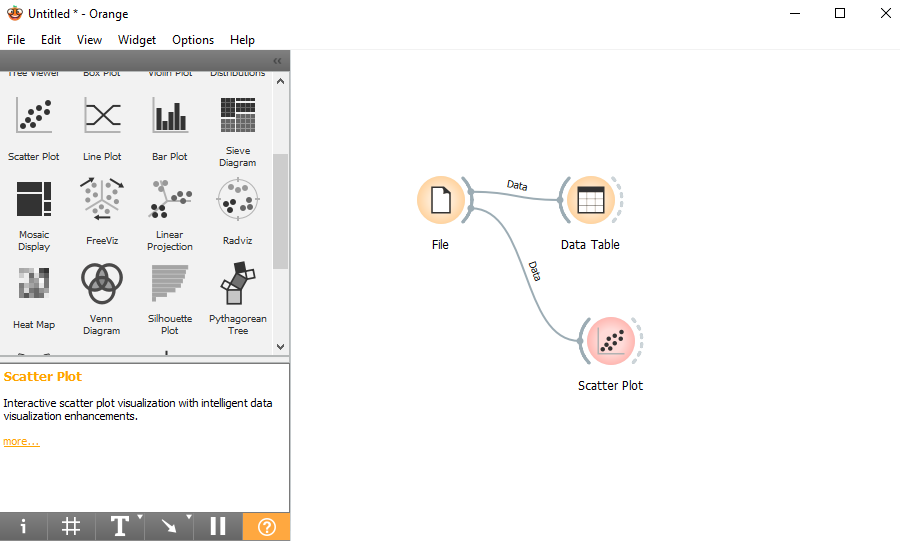 Untitled * - Orange
File Edit View Widget Options Help
Tree Viewer Box Plot Violin Plot Distributions
Scatter Plot Line Plot Bar Plot Sieve
Diagram
Mosaic
Display FreeViz Linear
Projection Radviz
Heat Map Venn
Diagram Silhouette
Plot Pythagorean
Tree
Scatter Plot
Interactive scatter plot visualization with intelligent data
visualization enhancements.
more...
i # T ?
Data
File
Data Table
Data
Scatter Plot